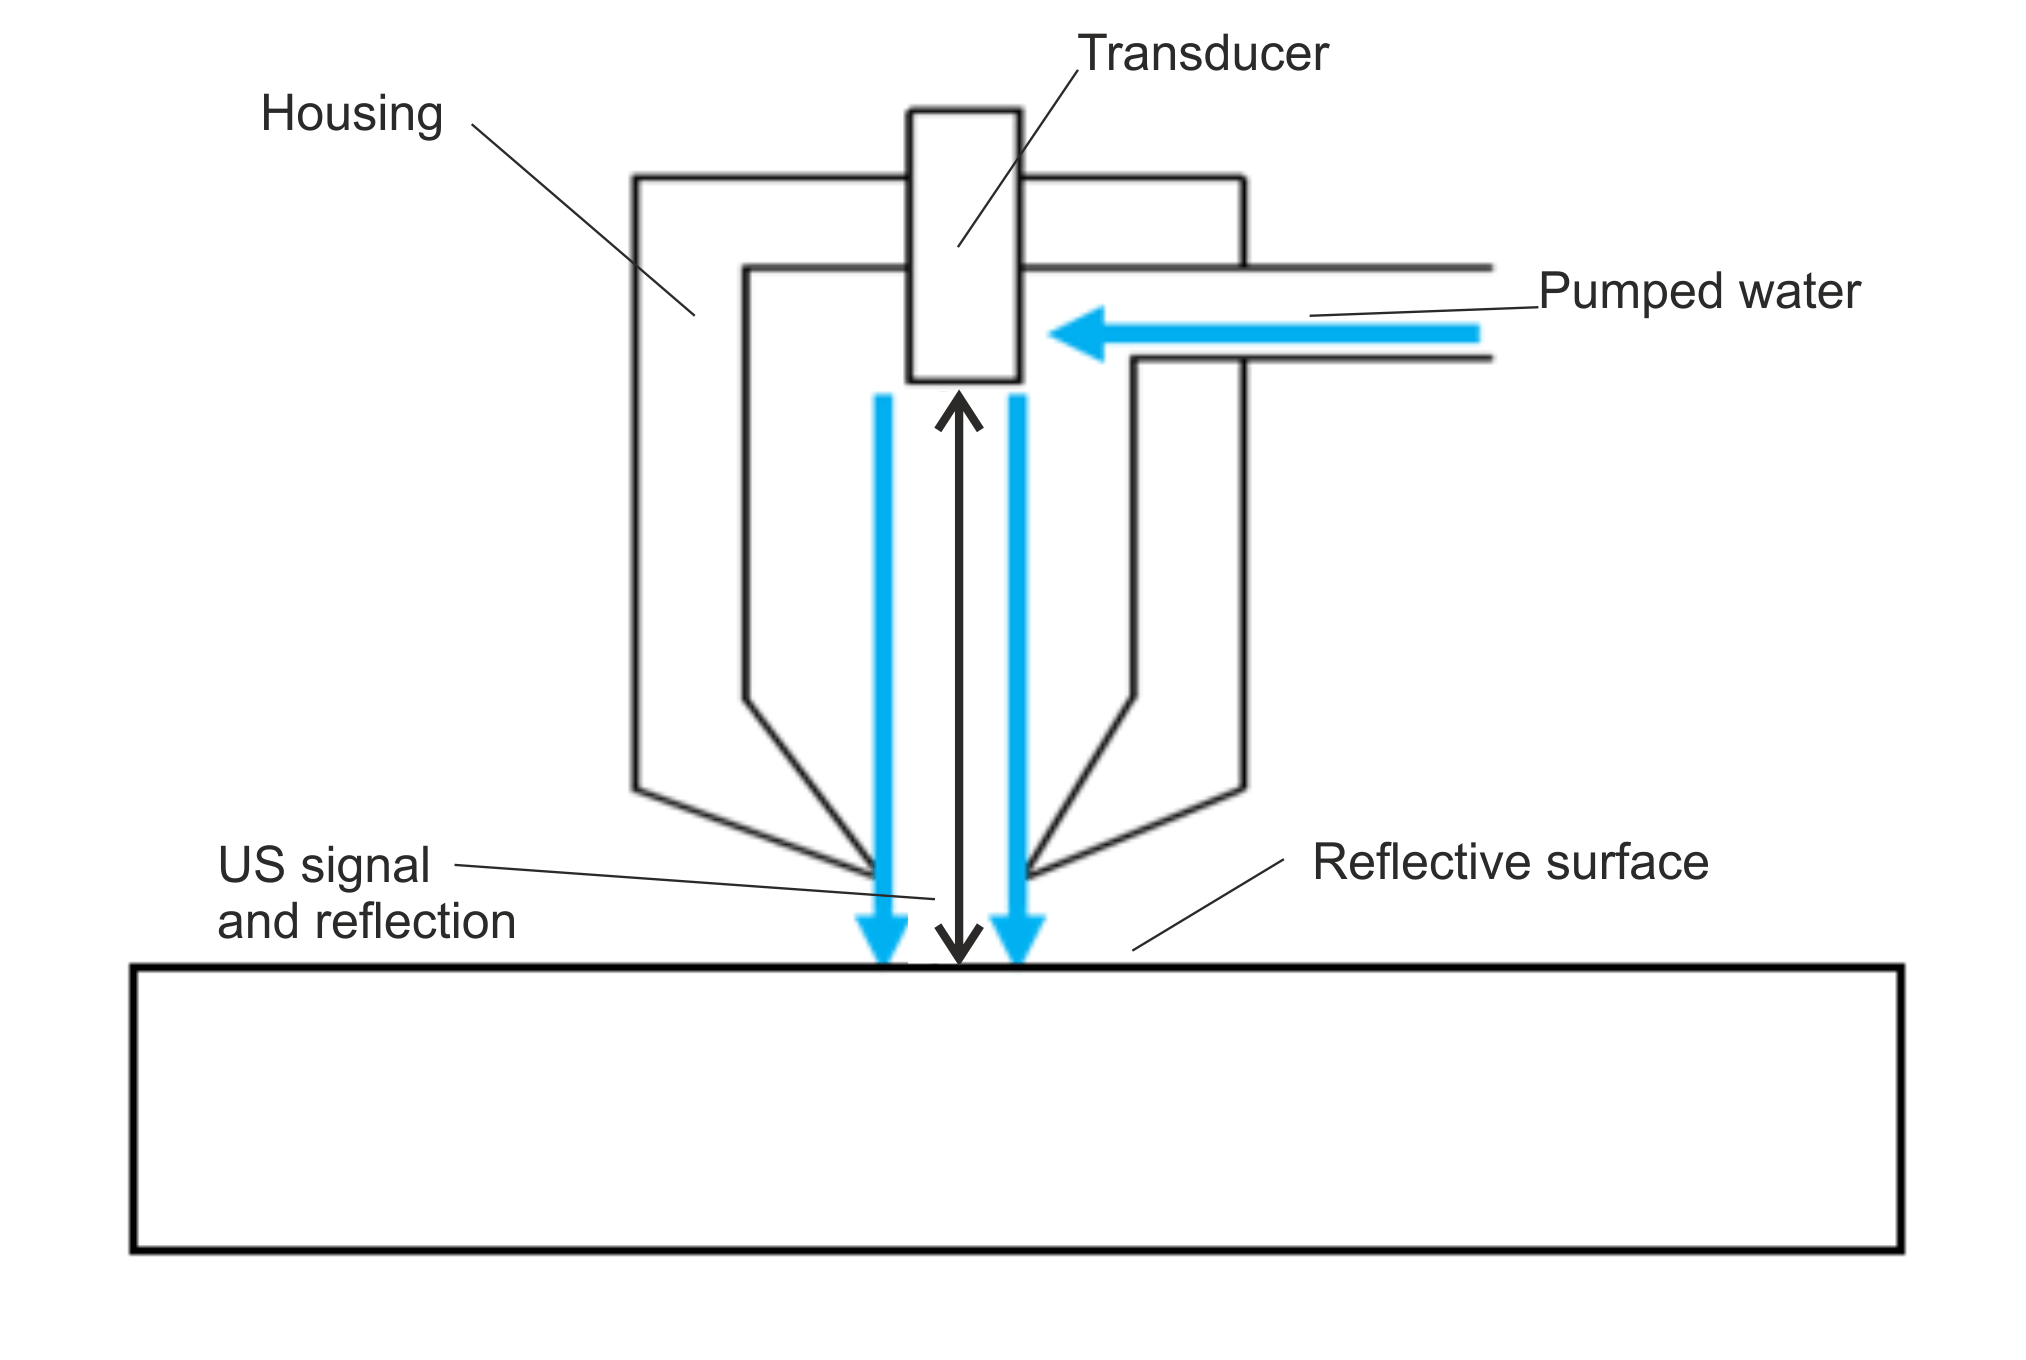 Transducer
Housing
Pumped water
US signal
and reflection
Reflective surface